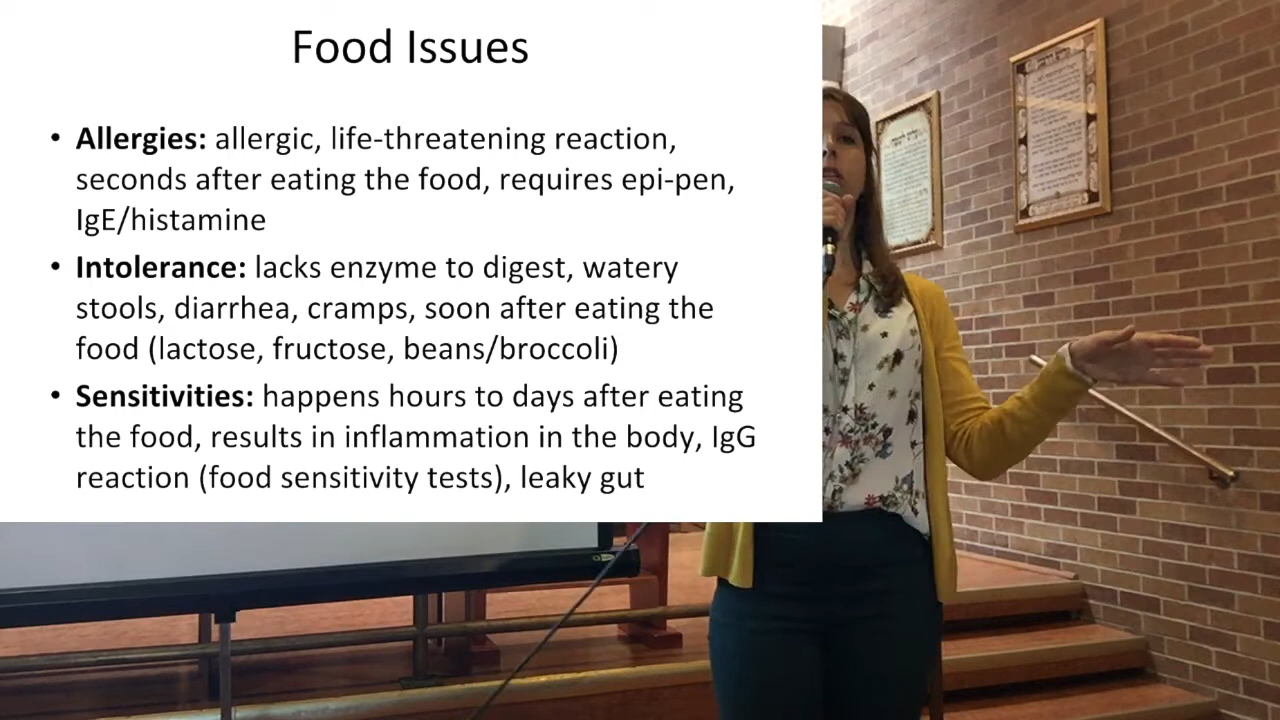 Food Issues
• Allergies: allergic, life-threatening reaction,
seconds after eating the food, requires epi-pen,
IgE/histamine
• Intolerance: lacks enzyme to digest, watery
stools, diarrhea, cramps, soon after eating the
food (lactose, fructose, beans/broccoli)
• Sensitivities: happens hours to days after eating
the food, results in inflammation in the body, IgG
reaction (food sensitivity tests), leaky gut